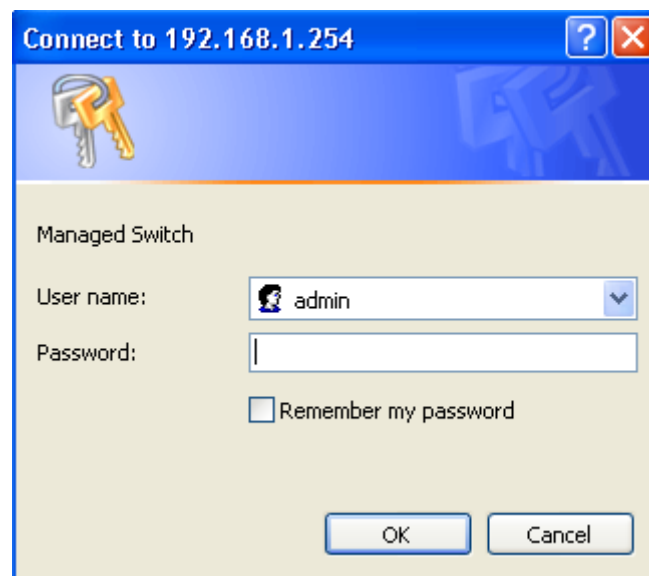 Connect to 192.168.1.254
Managed Switch
User name:
admin
Password:
Remember my password
OK
Cancel